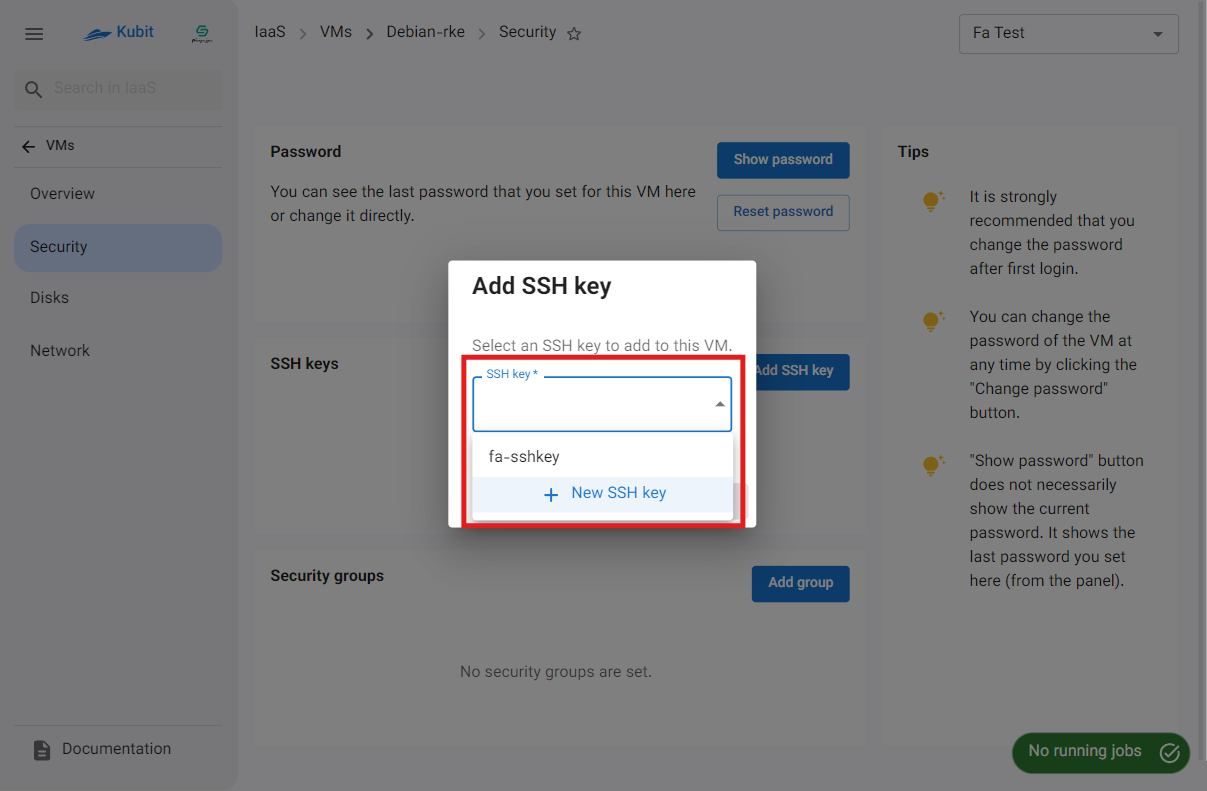 Kubit
IaaS
VMs
Debian-rke
Security
Fa Test
Search in IaaS
VMs
Overview
Security
Disks
Network
Documentation
Password
You can see the last password that you set for this VM here
or change it directly.
Show password
Reset password
Add SSH key
Select an SSH key to add to this VM.
SSH key *
fa-sshkey
New SSH key
SSH keys
Add SSH key
Security groups
Add group
No security groups are set.
Tips
It is strongly
recommended that you
change the password
after first login.
You can change the
password of the VM at
any time by clicking the
"Change password"
button.
"Show password" button
does not necessarily
show the current
password. It shows the
last password you set
here (from the panel).
No running jobs